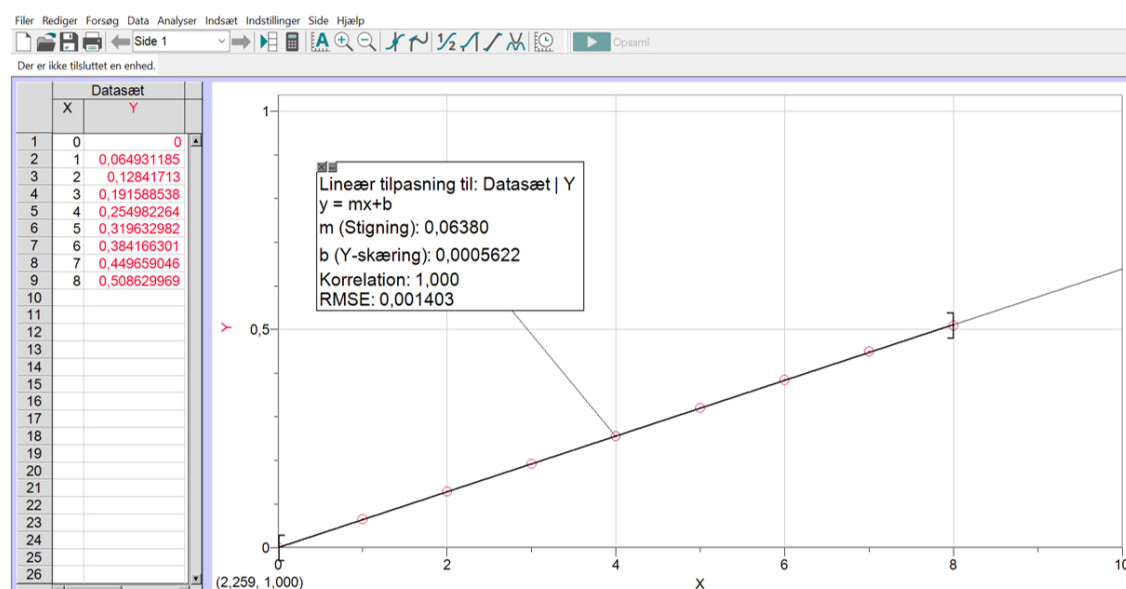 Filer Rediger Forsøg Data Analyser Indsæt Indstillinger Side Hjælp
Side 1
A
1/2
Opsaml
Der er ikke tilsluttet en enhed.
Datasæt
X Y
1 0 0
2 1 0,064931185
3 2 0,12841713
4 3 0,191588538
5 4 0,254982264
6 5 0,319632982
7 6 0,384166301
8 7 0,449659046
9 8 0,508629969
10
11
12
13
14
15
16
17
18
19
20
21
22
23
24
25
26
1
Lineær tilpasning til: Datasæt | Y
y = mx+b
m (Stigning): 0,06380
b (Y-skæring): 0,0005622
Korrelation: 1,000
RMSE: 0,001403
Y
0,5
0
0 2 4 6 8 10
(2,259, 1,000)
X